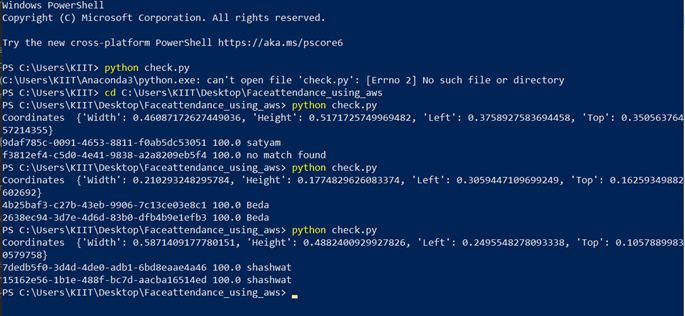 Windows PowerShell
Copyright (C) Microsoft Corporation. All rights reserved.
Try the new cross-platform PowerShell https://aka.ms/pscore6
PS C:\Users\KIIT> python check.py
C:\Users\KIIT\Anaconda3\python.exe: can't open file 'check.py': [Errno 2] No such file or directory
PS C:\Users\KIIT> cd C:\Users\KIIT\Desktop\Faceattendance_using_aws
PS C:\Users\KIIT\Desktop\Faceattendance_using_aws> python check.py
Coordinates  {'Width': 0.46087172627449036, 'Height': 0.5171725749969482, 'Left': 0.3758927583694458, 'Top': 0.350563764
57214355}
9daf785c-0091-4653-8811-f0ab5dc53051 100.0 satyam
f3812ef4-c5d0-4e41-9838-a2a8209eb5f4 100.0 no match found
PS C:\Users\KIIT\Desktop\Faceattendance_using_aws> python check.py
Coordinates  {'Width': 0.210293248295784, 'Height': 0.1774829626083374, 'Left': 0.3059447109699249, 'Top': 0.16259349882
602692}
4b25baf3-c27b-43eb-9906-7c13ce03e8c1 100.0 Beda
2638ec94-3d7e-4d6d-83b0-dfb4b9e1efb3 100.0 Beda
PS C:\Users\KIIT\Desktop\Faceattendance_using_aws> python check.py
Coordinates  {'Width': 0.5871409177780151, 'Height': 0.4882400929927826, 'Left': 0.2495548278093338, 'Top': 0.1057889983
0579758}
7dedb5f0-3d4d-4de0-adb1-6bd8eaae4a46 100.0 shashwat
15162e56-1b1e-488f-bc7d-aacba16514ed 100.0 shashwat
PS C:\Users\KIIT\Desktop\Faceattendance_using_aws>